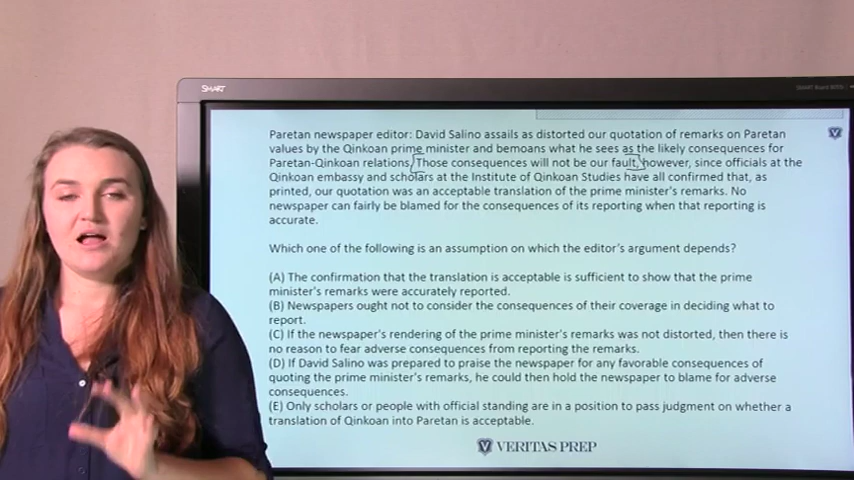 SMART
Paretan newspaper editor: David Salino assails as distorted our quotation of remarks on Paretan
values by the Qinkoan prime minister and bemoans what he sees as the likely consequences for
Paretan-Qinkoan relations. Those consequences will not be our fault, however, since officials at the
Qinkoan embassy and scholars at the Institute of Qinkoan Studies have all confirmed that, as
printed, our quotation was an acceptable translation of the prime minister's remarks. No
newspaper can fairly be blamed for the consequences of its reporting when that reporting is
accurate.
Which one of the following is an assumption on which the editor's argument depends?
(A) The confirmation that the translation is acceptable is sufficient to show that the prime
minister's remarks were accurately reported.
(B) Newspapers ought not to consider the consequences of their coverage in deciding what to
report.
(C) If the newspaper's rendering of the prime minister's remarks was not distorted, then there is
no reason to fear adverse consequences from reporting the remarks.
(D) If David Salino was prepared to praise the newspaper for any favorable consequences of
quoting the prime minister's remarks, he could then hold the newspaper to blame for adverse
consequences.
(E) Only scholars or people with official standing are in a position to pass judgment on whether a
translation of Qinkoan into Paretan is acceptable.
VERITAS PREP